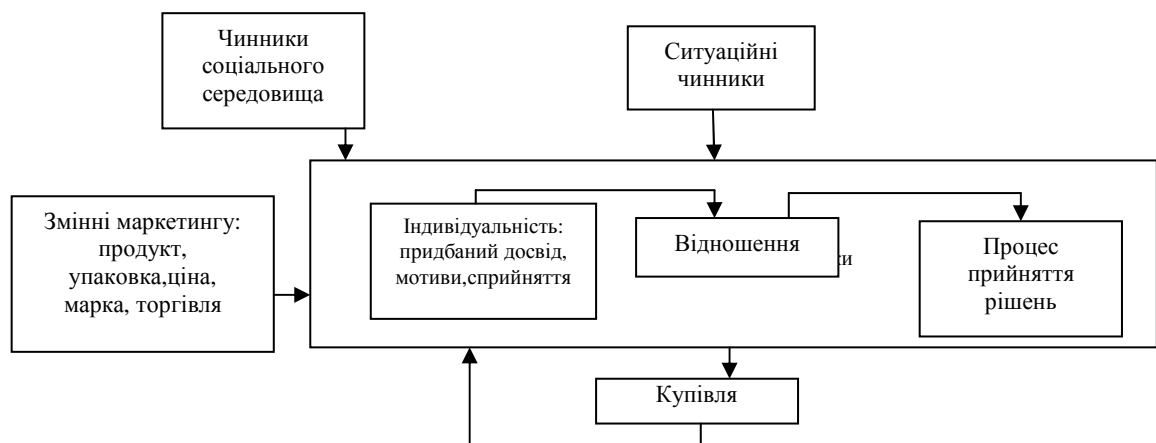 Чинники
соціального
середовища
Ситуаційні
чинники
Змінні маркетингу:
продукт,
упаковка,ціна,
марка, торгівля
Індивідуальність:
придбаний досвід,
мотиви,сприйняття
Відношення
Процес
прийняття
рішень
Купівля